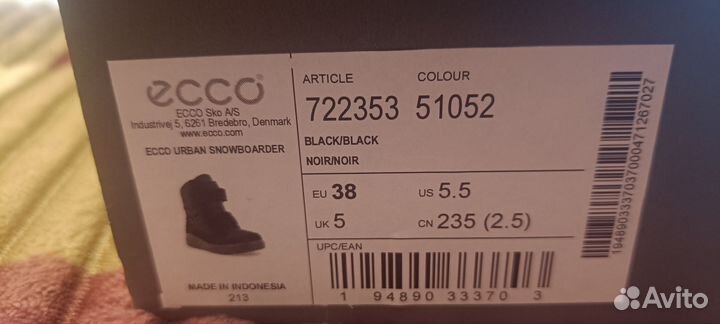 ecco
ECCO Sko A/S
Industrivej 5, 6261 Bredebro, Denmark
www.ecco.com
ECCO URBAN SNOWBOARDER
MADE IN INDONESIA
213
ARTICLE COLOUR
722353 51052
BLACK/BLACK
NOIR/NOIR
EU 38 US 5.5
UK 5 CN 235 (2.5)
UPC/EAN
1 94890 33370 3
19489033370370004712670​27
Avito